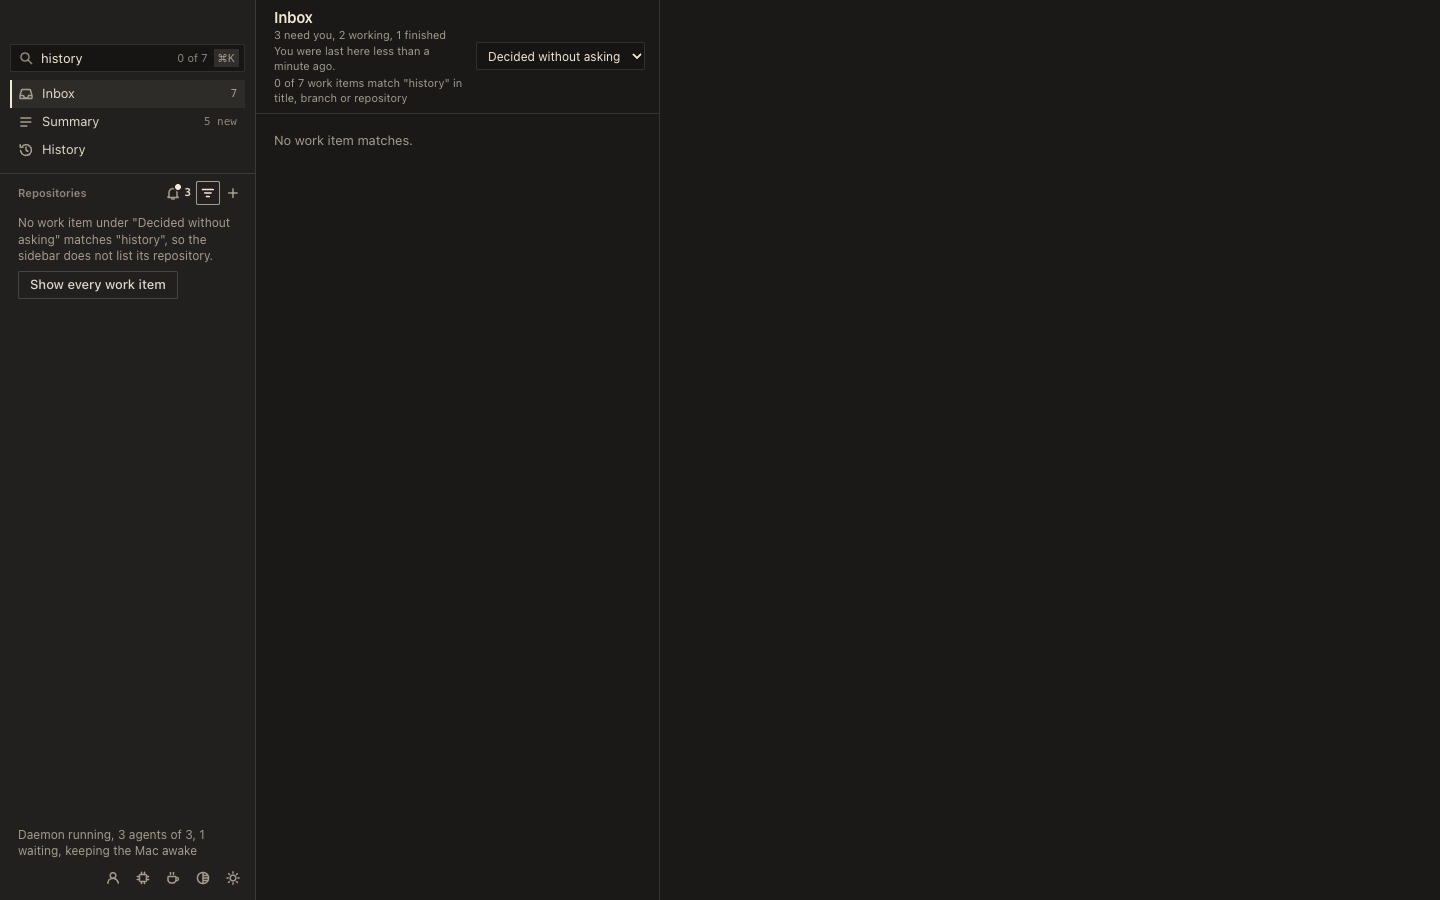 history 0 of 7 ⌘K
Inbox 7
Summary 5 new
History
Repositories 3
No work item under "Decided without
asking" matches "history", so the
sidebar does not list its repository.
Show every work item
Daemon running, 3 agents of 3, 1
waiting, keeping the Mac awake
Inbox
3 need you, 2 working, 1 finished
You were last here less than a
minute ago.
0 of 7 work items match "history" in
title, branch or repository
Decided without asking
No work item matches.